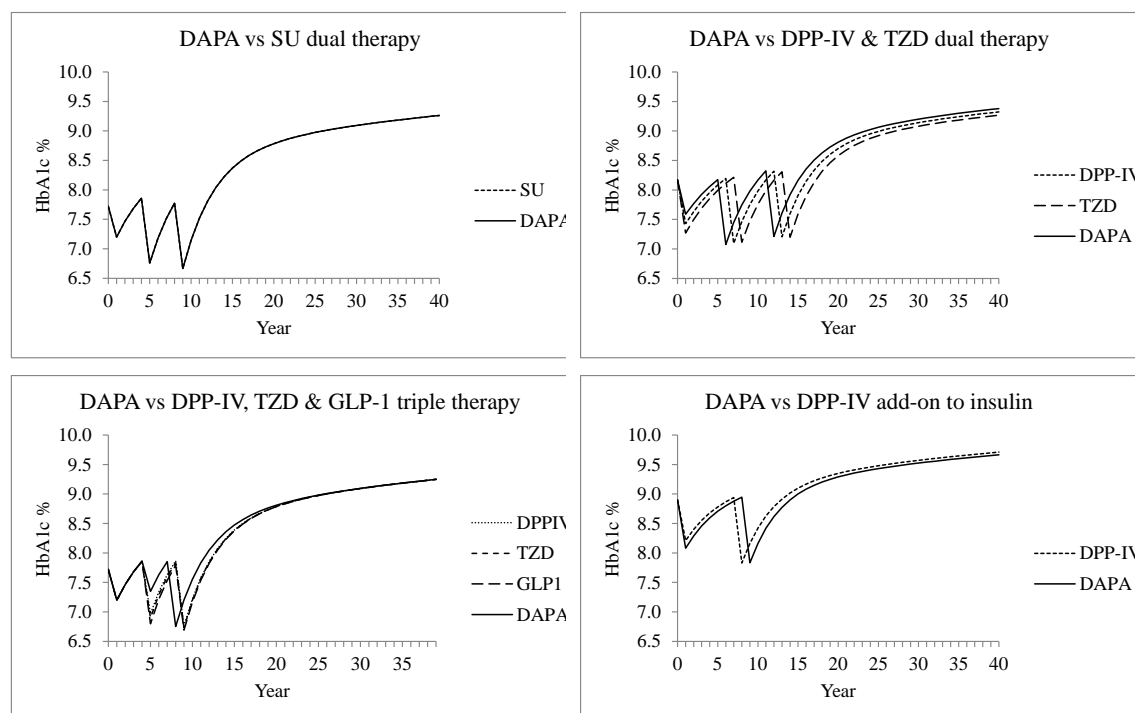 DAPA vs SU dual therapy
10.0
9.5
9.0
8.5
8.0
7.5
7.0
6.5
HbA1c %
0 5 10 15 20 25 30 35 40
Year
SU
DAPA
DAPA vs DPP-IV & TZD dual therapy
10.0
9.5
9.0
8.5
8.0
7.5
7.0
6.5
HbA1c %
0 5 10 15 20 25 30 35 40
Year
DPP-IV
TZD
DAPA
DAPA vs DPP-IV, TZD & GLP-1 triple therapy
10.0
9.5
9.0
8.5
8.0
7.5
7.0
6.5
HbA1c %
0 5 10 15 20 25 30 35
Year
DPPIV
TZD
GLP1
DAPA
DAPA vs DPP-IV add-on to insulin
10.0
9.5
9.0
8.5
8.0
7.5
7.0
6.5
HbA1c %
0 5 10 15 20 25 30 35 40
Year
DPP-IV
DAPA